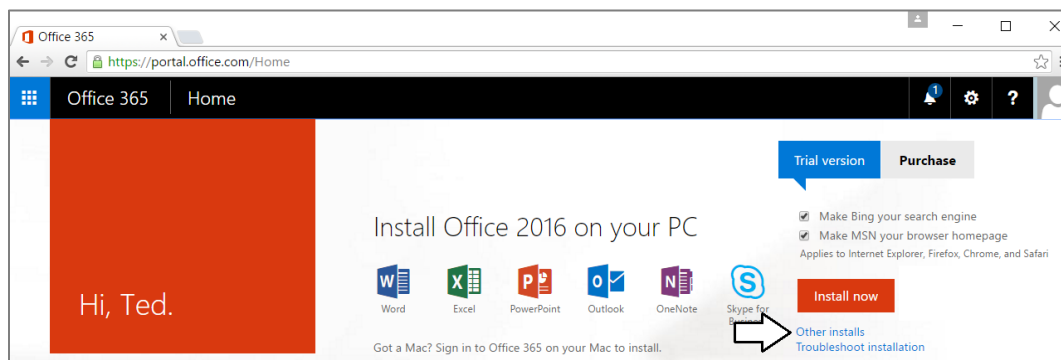 Office 365
https://portal.office.com/Home
Office 365 Home 1 ?
Trial version Purchase
Make Bing your search engine
Make MSN your browser homepage
Applies to Internet Explorer, Firefox, Chrome, and Safari
Install Office 2016 on your PC
Hi, Ted.
Word Excel PowerPoint Outlook OneNote Skype for
Business
Install now
Other installs
Troubleshoot installation
Got a Mac? Sign in to Office 365 on your Mac to install.